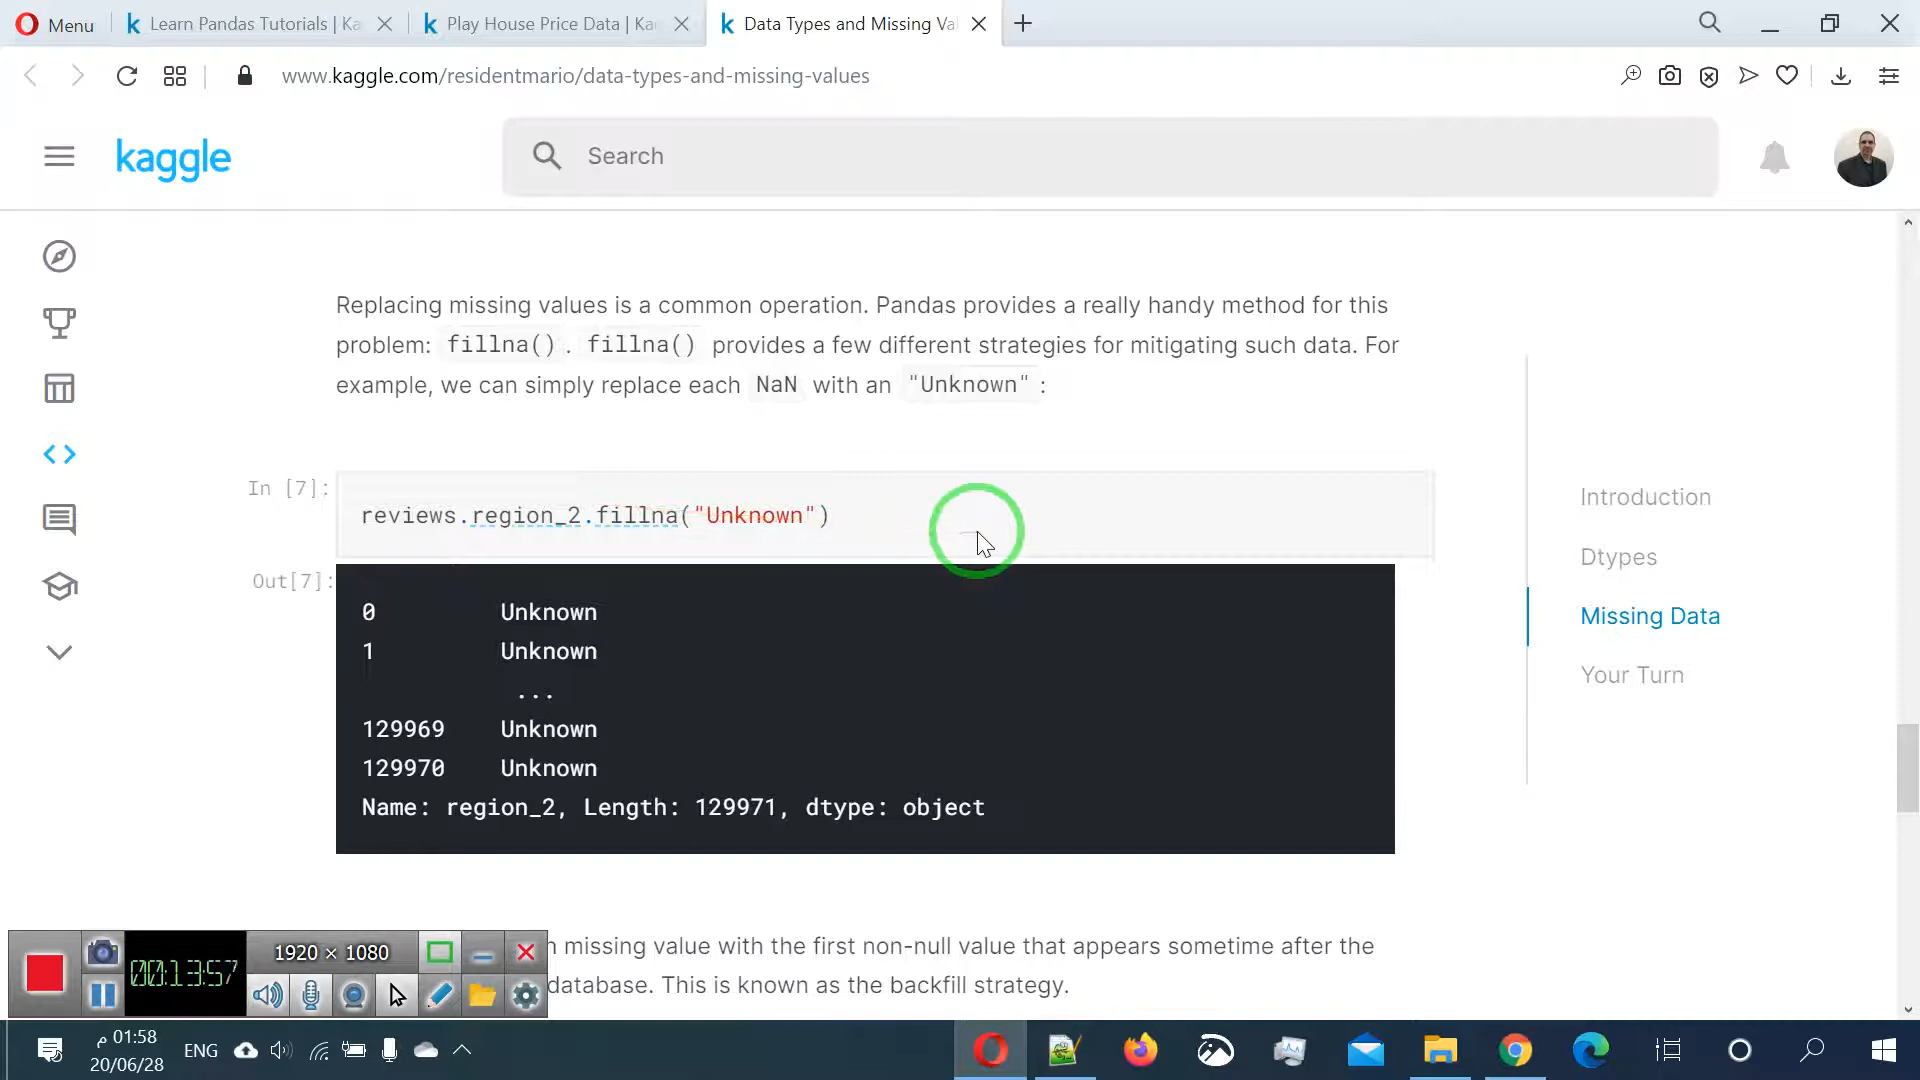 Menu
Learn Pandas Tutorials | Ka
Play House Price Data | Ka
Data Types and Missing Va
www.kaggle.com/residentmario/data-types-and-missing-values
kaggle
Search
Replacing missing values is a common operation. Pandas provides a really handy method for this
problem: fillna() . fillna() provides a few different strategies for mitigating such data. For
example, we can simply replace each NaN with an "Unknown" :
In [7]:
reviews.region_2.fillna("Unknown")
Out[7]:
0 Unknown
1 Unknown
...
129969 Unknown
129970 Unknown
Name: region_2, Length: 129971, dtype: object
Introduction
Dtypes
Missing Data
Your Turn
missing value with the first non-null value that appears sometime after the
database. This is known as the backfill strategy.
1920 × 1080
00:13:57
01:58 م
20/06/28
ENG